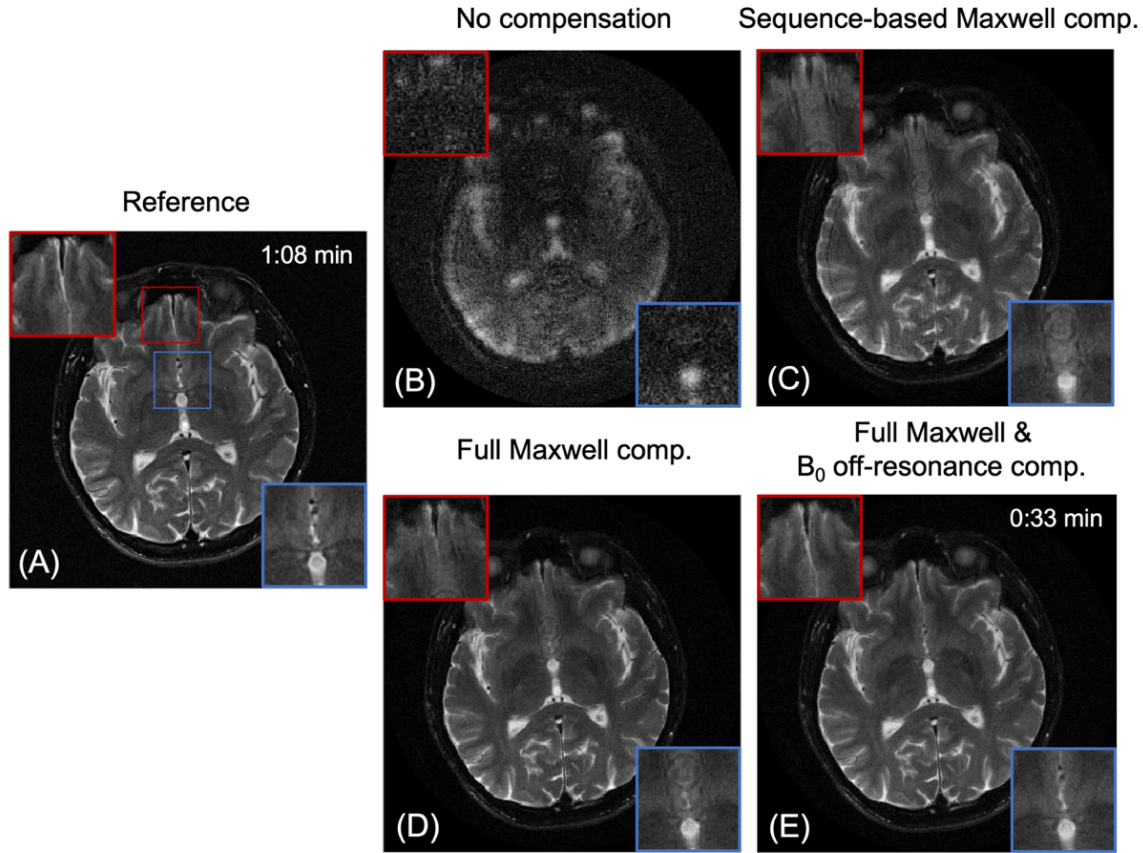 No compensation
Sequence-based Maxwell comp.
Reference
1:08 min
(A)
(B)
(C)
Full Maxwell comp.
Full Maxwell &
B₀ off-resonance comp.
0:33 min
(D)
(E)